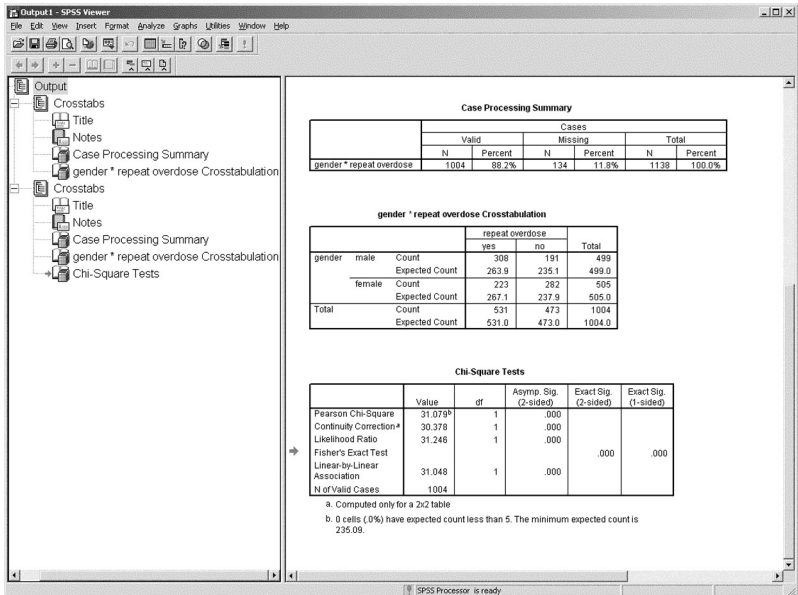 Output1 - SPSS Viewer
File Edit View Insert Format Analyze Graphs Utilities Window Help
Output
Crosstabs
Title
Notes
Case Processing Summary
gender * repeat overdose Crosstabulation
Crosstabs
Title
Notes
Case Processing Summary
gender * repeat overdose Crosstabulation
Chi-Square Tests
Case Processing Summary
Cases
Valid Missing Total
N Percent N Percent N Percent
gender * repeat overdose 1004 88.2% 134 11.8% 1138 100.0%
gender * repeat overdose Crosstabulation
repeat overdose
yes no Total
gender male Count 308 191 499
Expected Count 263.9 235.1 499.0
female Count 223 282 505
Expected Count 267.1 237.9 505.0
Total Count 531 473 1004
Expected Count 531.0 473.0 1004.0
Chi-Square Tests
Value df Asymp. Sig. (2-sided) Exact Sig. (2-sided) Exact Sig. (1-sided)
Pearson Chi-Square 31.079b 1 .000
Continuity Correctiona 30.378 1 .000
Likelihood Ratio 31.246 1 .000
Fisher's Exact Test .000 .000
Linear-by-Linear Association 31.048 1 .000
N of Valid Cases 1004
a. Computed only for a 2x2 table
b. 0 cells (.0%) have expected count less than 5. The minimum expected count is
235.09.
SPSS Processor is ready